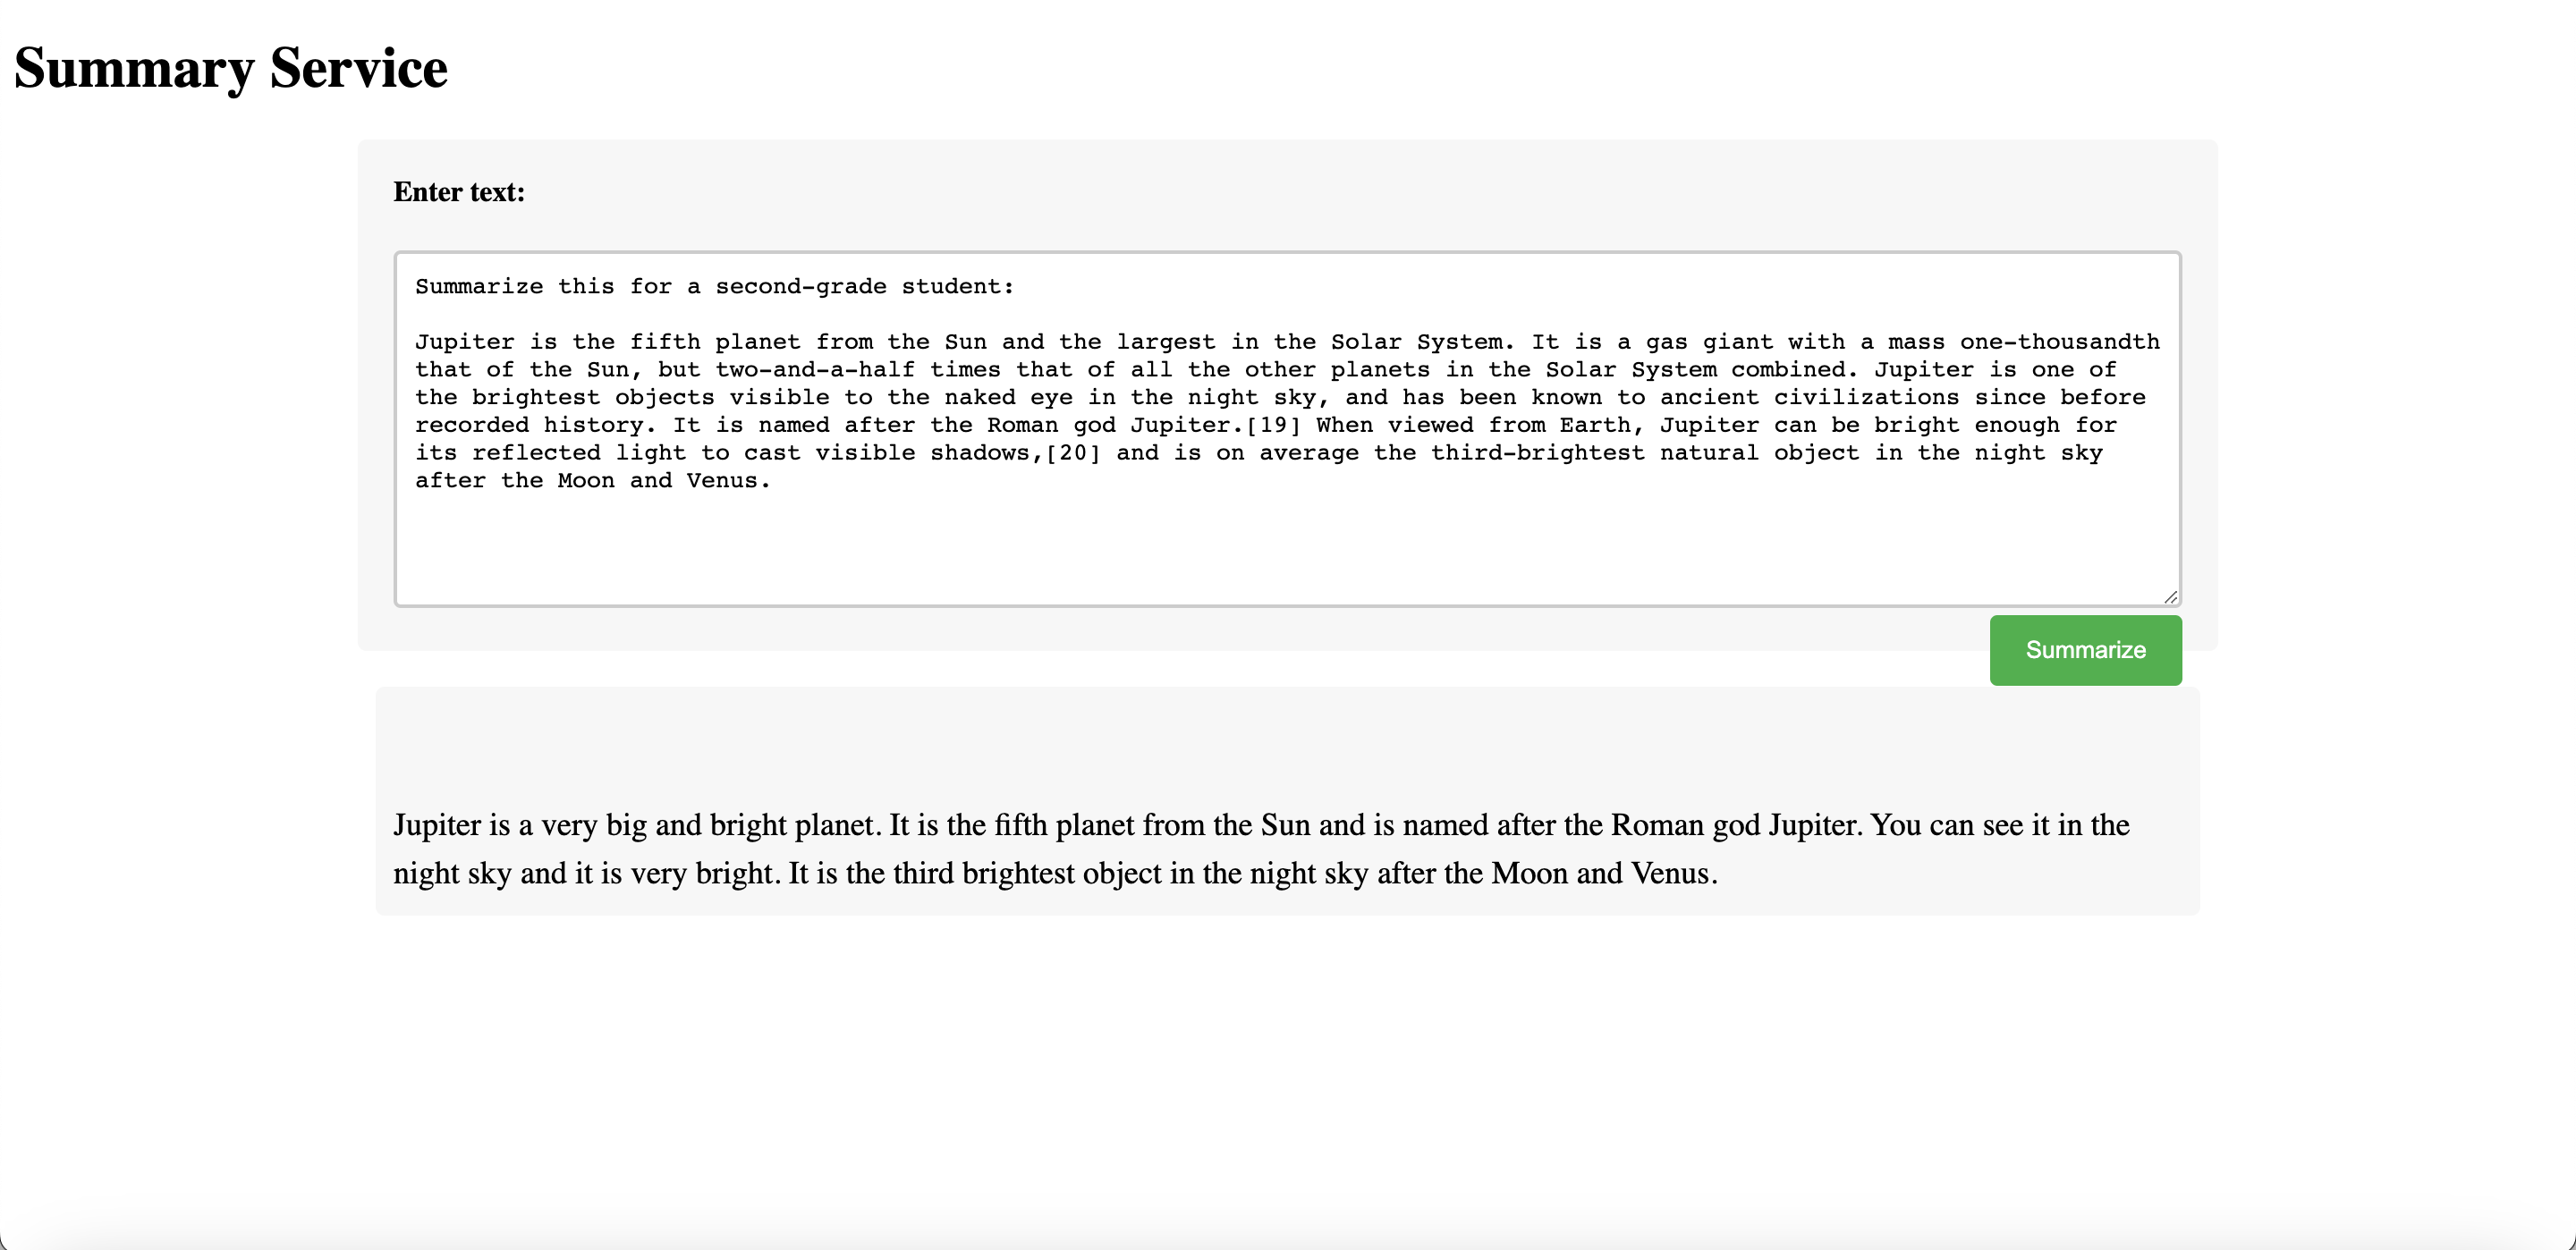 Summary Service
Enter text:
Summarize this for a second-grade student:
Jupiter is the fifth planet from the Sun and the largest in the Solar System. It is a gas giant with a mass one-thousandth
that of the Sun, but two-and-a-half times that of all the other planets in the Solar System combined. Jupiter is one of
the brightest objects visible to the naked eye in the night sky, and has been known to ancient civilizations since before
recorded history. It is named after the Roman god Jupiter.[19] When viewed from Earth, Jupiter can be bright enough for
its reflected light to cast visible shadows,[20] and is on average the third-brightest natural object in the night sky
after the Moon and Venus.
Summarize
Jupiter is a very big and bright planet. It is the fifth planet from the Sun and is named after the Roman god Jupiter. You can see it in the
night sky and it is very bright. It is the third brightest object in the night sky after the Moon and Venus.